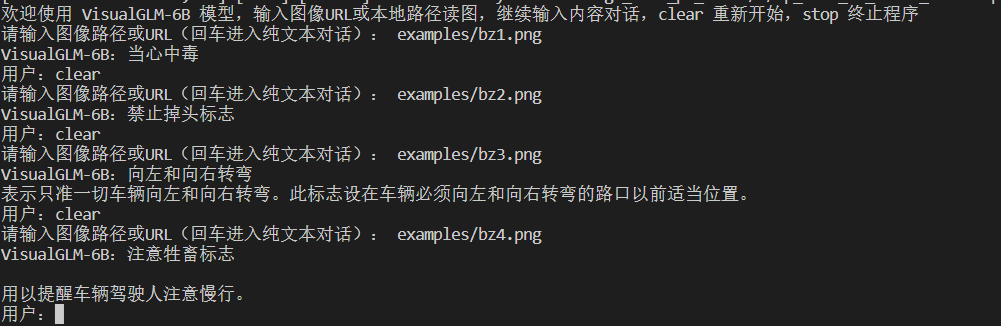 欢迎使用 VisualGLM-6B 模型，输入图像URL或本地路径读图，继续输入内容对话，clear 重新开始，stop 终止程序
请输入图像路径或URL（回车进入纯文本对话）： examples/bz1.png
VisualGLM-6B：当心中毒
用户：clear
请输入图像路径或URL（回车进入纯文本对话）： examples/bz2.png
VisualGLM-6B：禁止掉头标志
用户：clear
请输入图像路径或URL（回车进入纯文本对话）： examples/bz3.png
VisualGLM-6B：向左和向右转弯
表示只准一切车辆向左和向右转弯。此标志设在车辆必须向左和向右转弯的路口以前适当位置。
用户：clear
请输入图像路径或URL（回车进入纯文本对话）： examples/bz4.png
VisualGLM-6B：注意牲畜标志
用以提醒车辆驾驶人注意慢行。
用户：